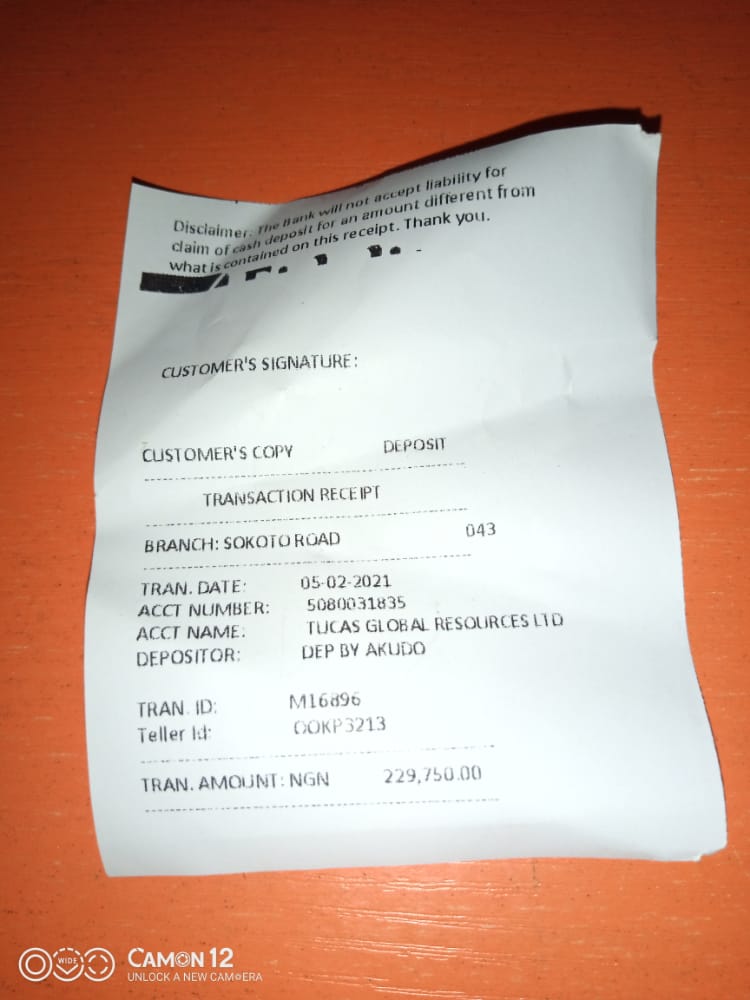 Disclaimer: The Bank will not accept liability for
claim of cash deposit for an amount different from
what is contained on this receipt. Thank you.
CUSTOMER'S SIGNATURE:
CUSTOMER'S COPY DEPOSIT
TRANSACTION RECEIPT
BRANCH: SOKOTO ROAD 043
TRAN. DATE: 05-02-2021
ACCT NUMBER: 5080031835
ACCT NAME: TUCAS GLOBAL RESOURCES LTD
DEPOSITOR: DEP BY AKUDO
TRAN. ID: M16896
Teller Id: OOKP3213
TRAN. AMOUNT: NGN 229,750.00
WIDE
CAMON 12
UNLOCK A NEW CAMERA